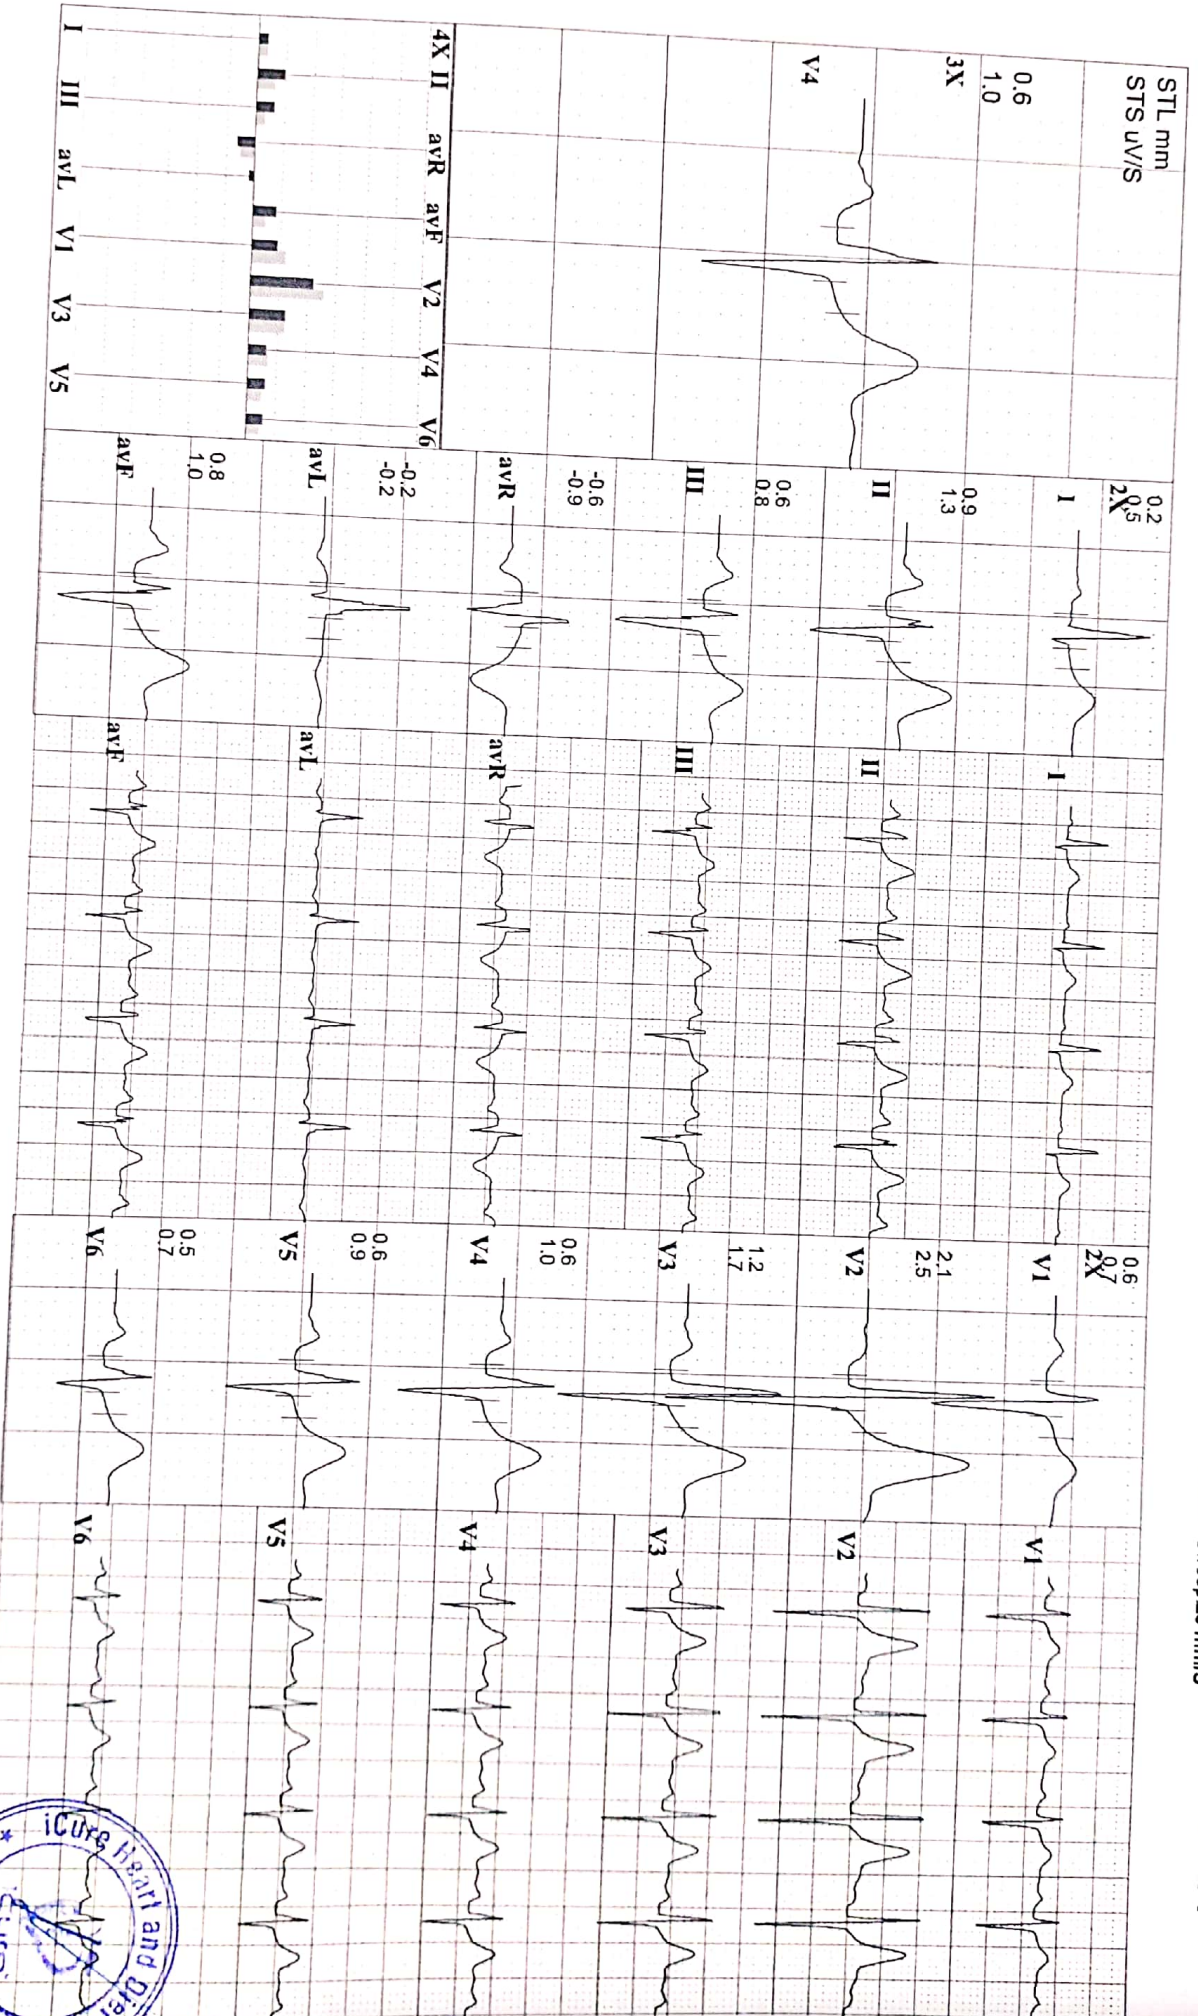 STL mm
STS uV/S
0.6
1.0
3X
V4
4X II
avR
avF
V2
V4
V6
I
III
avL
V1
V3
V5
0.2
0.5
2X
I
0.9
1.3
II
0.6
0.8
III
-0.6
-0.9
avR
-0.2
-0.2
avL
0.8
1.0
avF
I
II
III
avR
avL
avF
0.6
0.7
2X
V1
2.1
2.5
V2
1.2
1.7
V3
0.6
1.0
V4
0.6
0.9
V5
0.5
0.7
V6
V1
V2
V3
V4
V5
V6
iCure Heart and